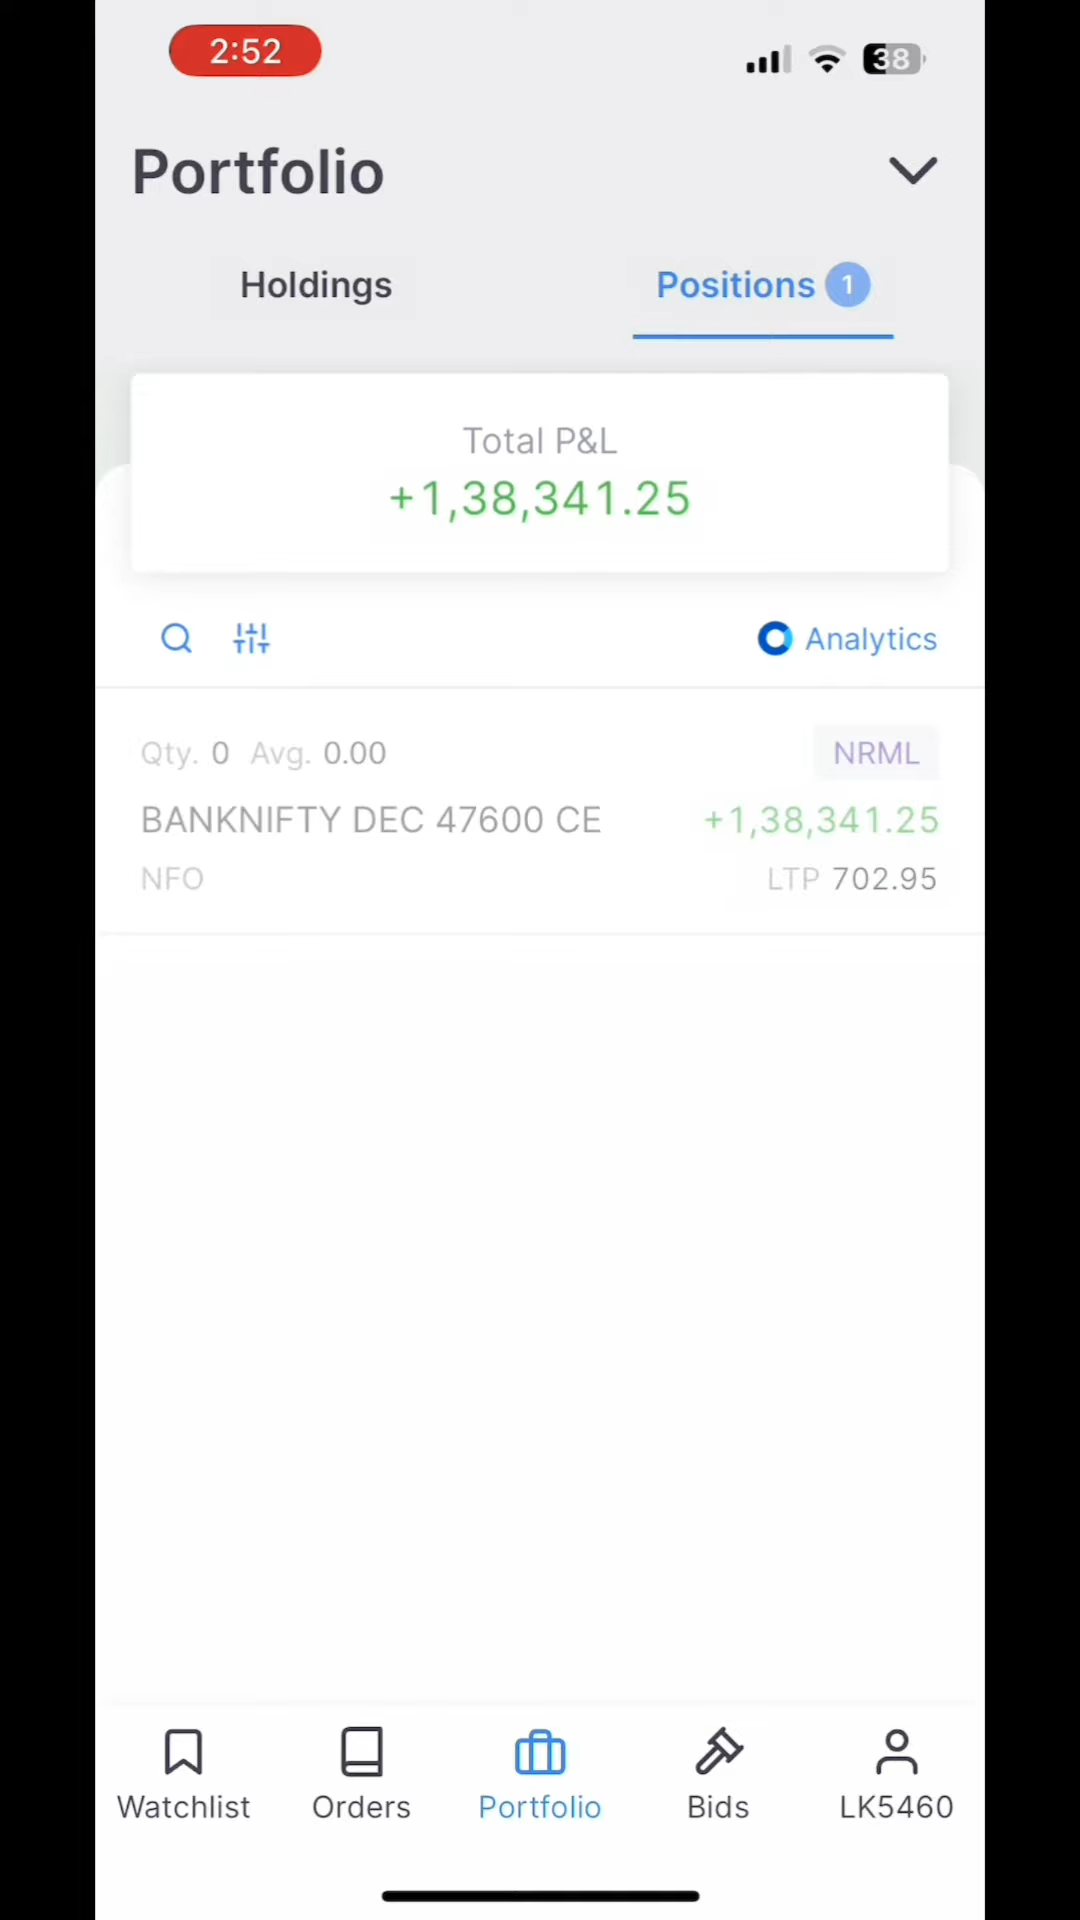 2:52
38
Portfolio
Holdings
Positions 1
Total P&L
+1,38,341.25
Analytics
Qty. 0 Avg. 0.00
NRML
BANKNIFTY DEC 47600 CE
+1,38,341.25
NFO
LTP 702.95
Watchlist
Orders
Portfolio
Bids
LK5460